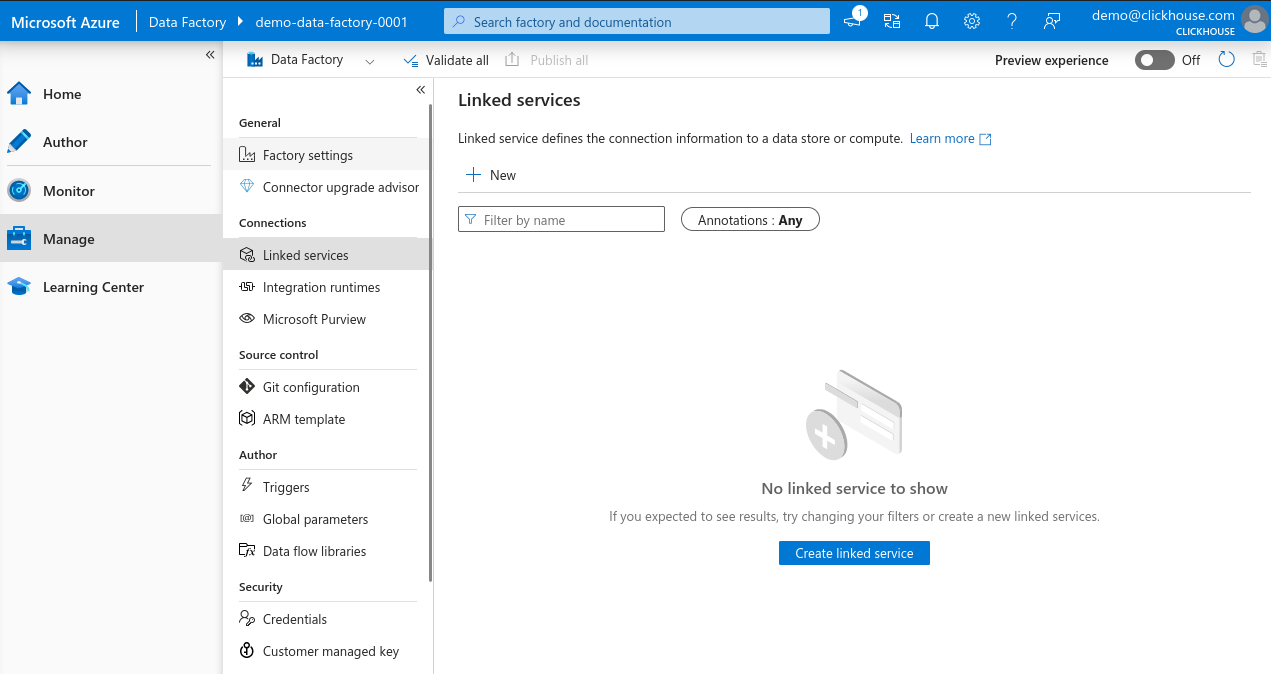 Microsoft Azure
Data Factory
demo-data-factory-0001
Search factory and documentation
1
demo@clickhouse.com
CLICKHOUSE
Home
Author
Monitor
Manage
Learning Center
Data Factory
Validate all
Publish all
Preview experience
Off
General
Factory settings
Connector upgrade advisor
Connections
Linked services
Integration runtimes
Microsoft Purview
Source control
Git configuration
ARM template
Author
Triggers
Global parameters
Data flow libraries
Security
Credentials
Customer managed key
Linked services
Linked service defines the connection information to a data store or compute. Learn more
New
Filter by name
Annotations : Any
No linked service to show
If you expected to see results, try changing your filters or create a new linked services.
Create linked service